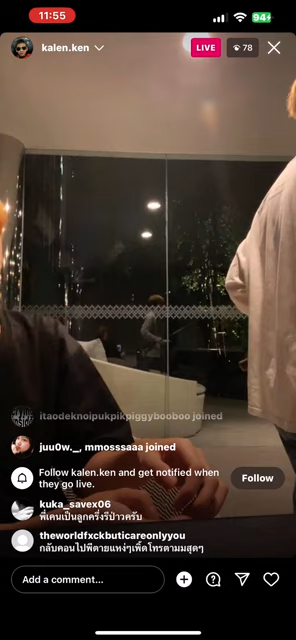 11:55
94+
kalen.ken
LIVE
78
itaodeknoipukpikpiggybooboo joined
juu0w._, mmosssaaa joined
Follow kalen.ken and get notified when
they go live.
Follow
kuka_savex06
พี่เคนเป็นลูกครึ่งรึป่าวครับ
theworldfxckbuticareonlyyou
กลับคอนไปพี่ตายแหง่ๆเพิ้ดโทรตามมสุดๆ
Add a comment...